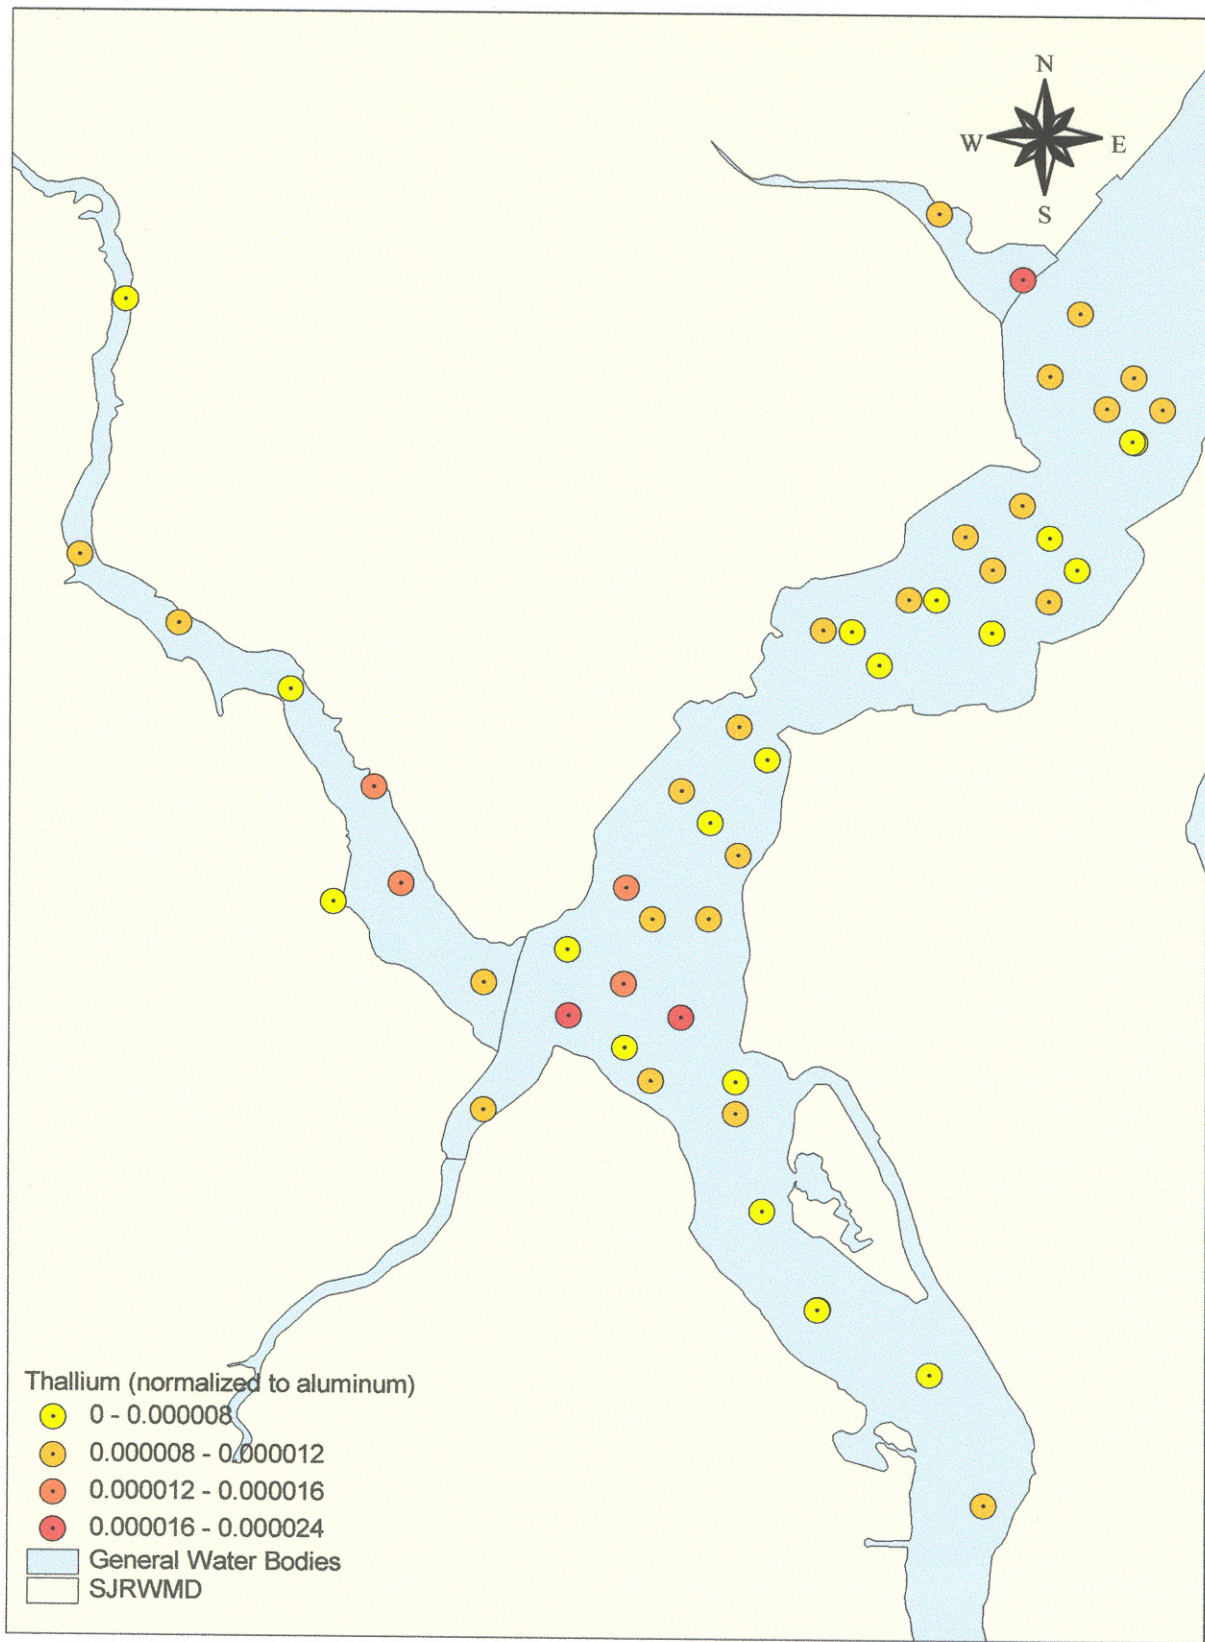 N
W E
S
Thallium (normalized to aluminum)
0 - 0.000008
0.000008 - 0.000012
0.000012 - 0.000016
0.000016 - 0.000024
General Water Bodies
SJRWMD